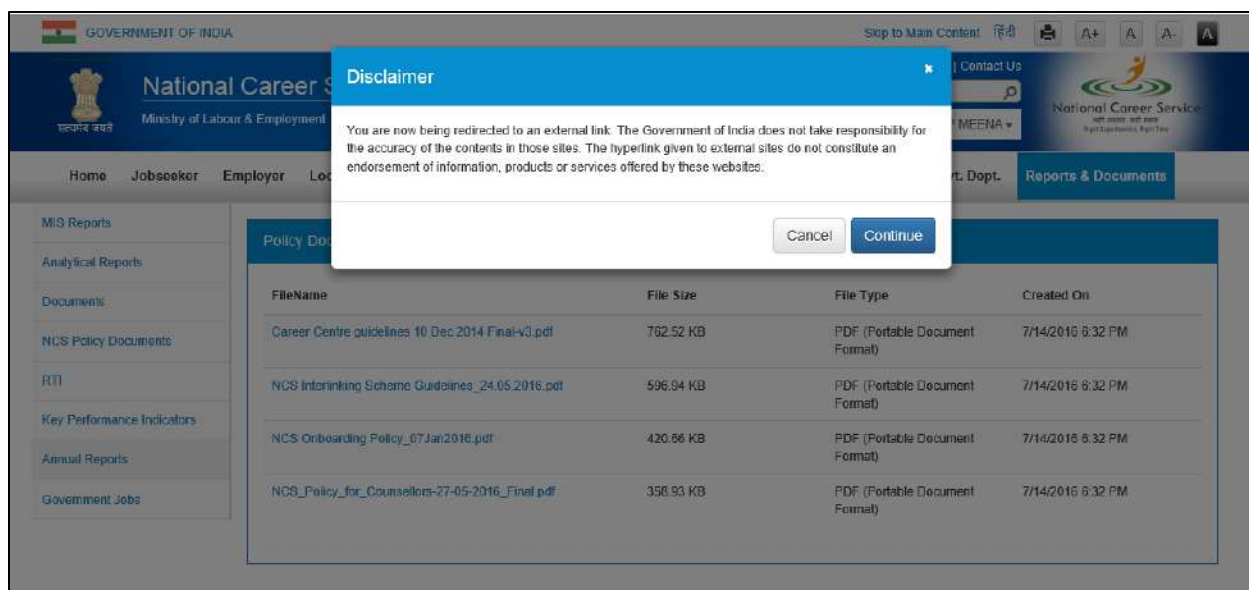 GOVERNMENT OF INDIA
Skip to Main Content हिंदी A+ A A- A
National Career S
Ministry of Labour & Employment
सत्यमेव जयते
| Contact Us
MEENA
National Career Service
Disclaimer
You are now being redirected to an external link. The Government of India does not take responsibility for
the accuracy of the contents in those sites. The hyperlink given to external sites do not constitute an
endorsement of information, products or services offered by these websites.
Cancel Continue
Home Jobseeker Employer Loc
vt. Dept. Reports & Documents
MIS Reports
Analytical Reports
Documents
NCS Policy Documents
RTI
Key Performance Indicators
Annual Reports
Government Jobs
Policy Doc
FileName File Size File Type Created On
Career Centre guidelines 10 Dec 2014 Final-v3.pdf 762.52 KB PDF (Portable Document 7/14/2016 6:32 PM
Format)
NCS Interlinking Scheme Guidelines_24.05.2016.pdf 596.94 KB PDF (Portable Document 7/14/2016 6:32 PM
Format)
NCS Onboarding Policy_07Jan2016.pdf 420.66 KB PDF (Portable Document 7/14/2016 6:32 PM
Format)
NCS_Policy_for_Counsellors-27-05-2016_Final.pdf 358.93 KB PDF (Portable Document 7/14/2016 6:32 PM
Format)